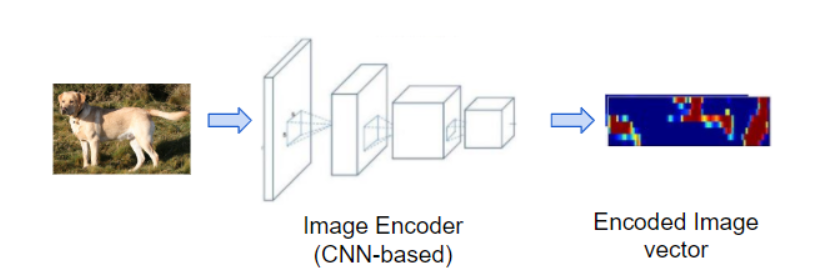 Image Encoder
(CNN-based)
Encoded Image
vector